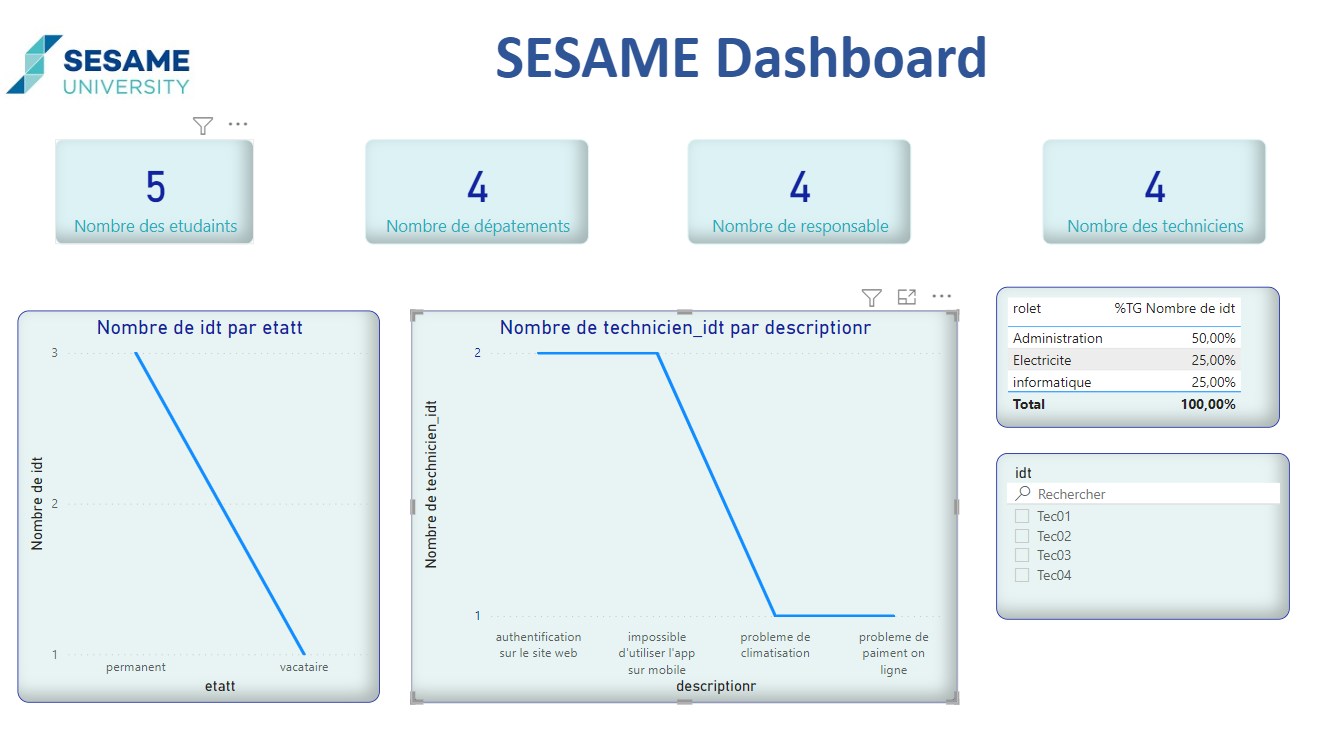 SESAME
UNIVERSITY
SESAME Dashboard
5
Nombre des etudaints
4
Nombre de dépatements
4
Nombre de responsable
4
Nombre des techniciens
Nombre de idt par etatt
3
2
1
Nombre de idt
permanent
vacataire
etatt
Nombre de technicien_idt par descriptionr
2
1
Nombre de technicien_idt
authentification
sur le site web
impossible
d'utiliser l'app
sur mobile
probleme de
climatisation
probleme de
paiment on
ligne
descriptionr
rolet %TG Nombre de idt
Administration 50,00%
Electricite 25,00%
informatique 25,00%
Total 100,00%
idt
Rechercher
Tec01
Tec02
Tec03
Tec04